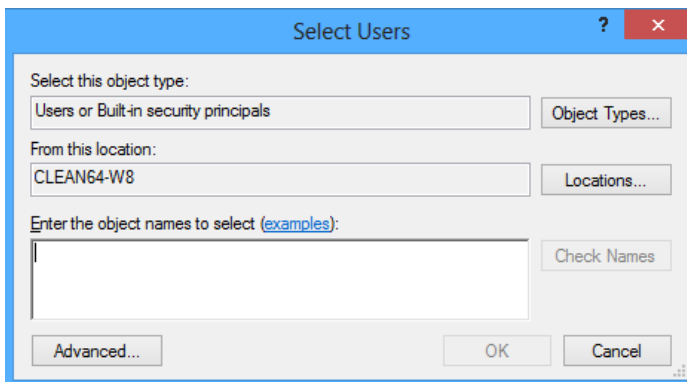 Select Users
?
×
Select this object type:
Users or Built-in security principals
Object Types...
From this location:
CLEAN64-W8
Locations...
Enter the object names to select (examples):
Check Names
Advanced...
OK
Cancel